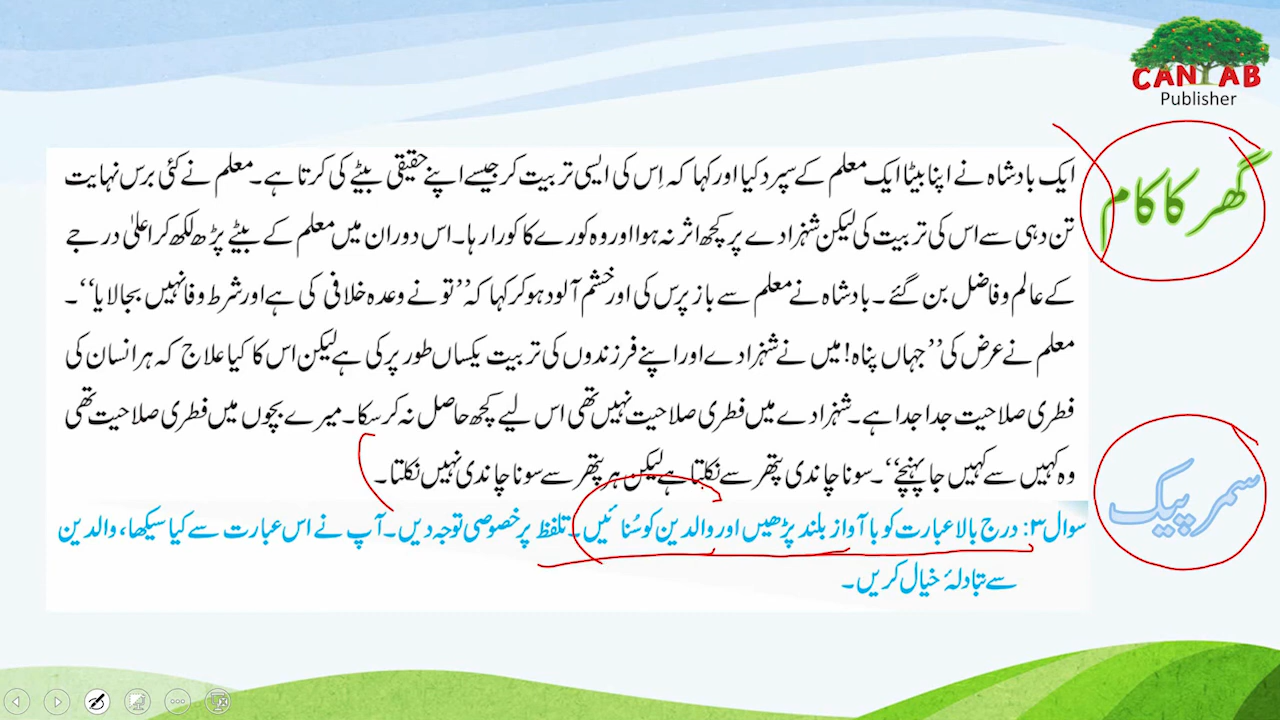 CANTAB
Publisher
گھر کا کام
ایک بادشاہ نے اپنا بیٹا ایک معلم کے سپرد کیا اور کہا کہ اِس کی ایسی تربیت کر جیسے اپنے حقیقی بیٹے کی کرتا ہے۔ معلم نے کئی برس نہایت
تن دہی سے اس کی تربیت کی لیکن شہزادے پر کچھ اثر نہ ہوا اور وہ کورے کا کورا رہا۔ اس دوران میں معلم کے بیٹے پڑھ لکھ کر اعلیٰ درجے
کے عالم و فاضل بن گئے۔ بادشاہ نے معلم سے باز پرس کی اور خشم آلود ہو کر کہا کہ ”تو نے وعدہ خلافی کی ہے اور شرط وفا نہیں بجا لایا“۔
معلم نے عرض کی ”جہاں پناہ! میں نے شہزادے اور اپنے فرزندوں کی تربیت یکساں طور پر کی ہے لیکن اس کا کیا علاج کہ ہر انسان کی
فطری صلاحیت جدا جدا ہے۔ شہزادے میں فطری صلاحیت نہیں تھی اس لیے کچھ حاصل نہ کر سکا۔ میرے بچوں میں فطری صلاحیت تھی
وہ کہیں سے کہیں جا پہنچے“۔ سونا چاندی پتھر سے نکلتا ہے لیکن ہر پتھر سے سونا چاندی نہیں نکلتا۔
سمر پیک
سوال ۳: درج بالا عبارت کو با آواز بلند پڑھیں اور والدین کو سُنائیں۔ تلفظ پر خصوصی توجہ دیں۔ آپ نے اس عبارت سے کیا سیکھا، والدین
سے تبادلۂ خیال کریں۔